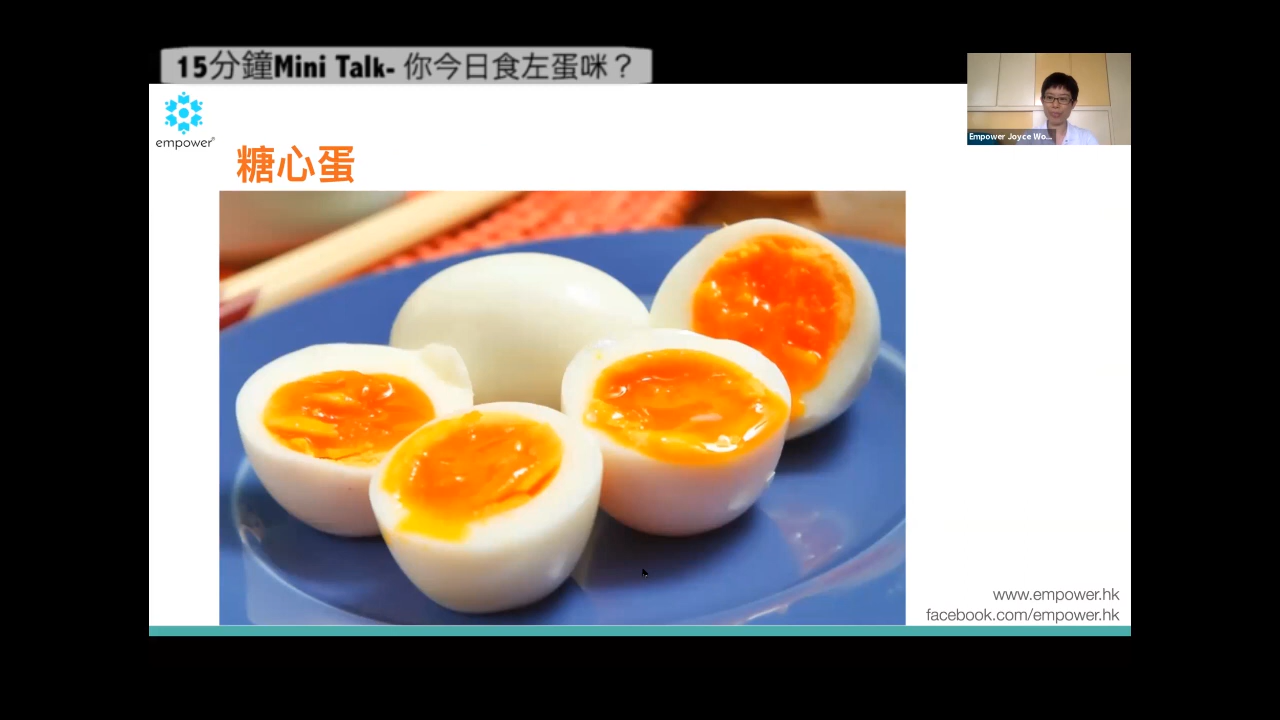 15分鐘Mini Talk- 你今日食左蛋咪？
empower
Empower Joyce Wo...
糖心蛋
www.empower.hk
facebook.com/empower.hk